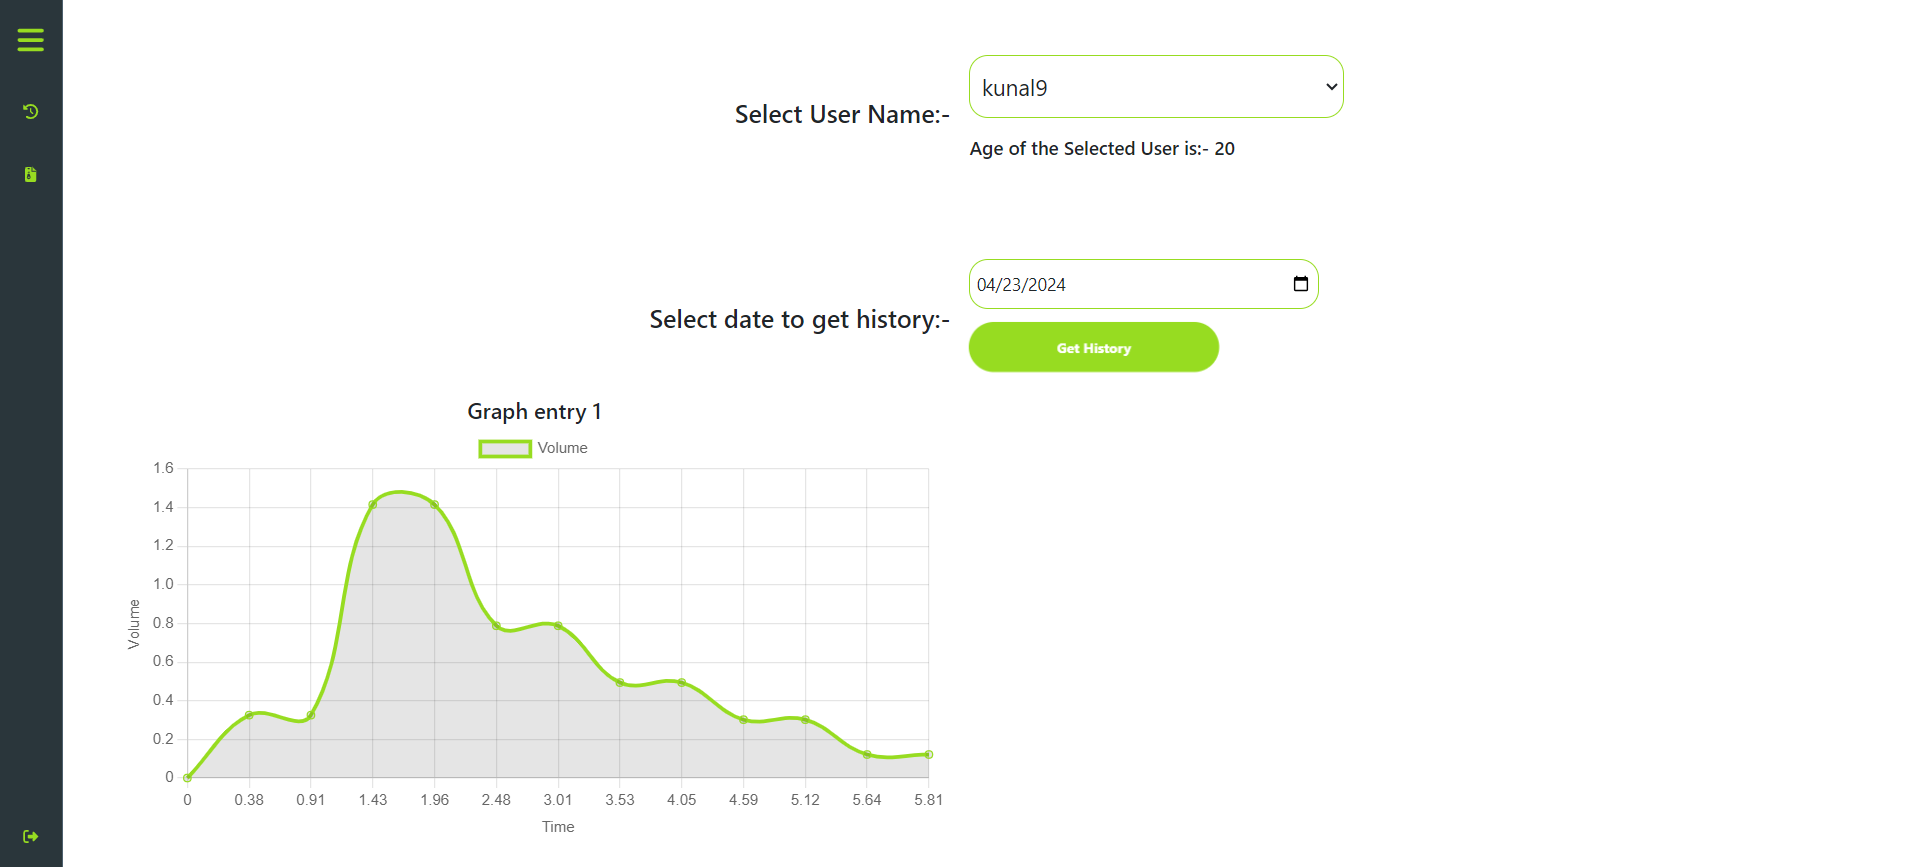 kunal9
Select User Name:-
Age of the Selected User is:- 20
04/23/2024
Select date to get history:-
Get History
Graph entry 1
Volume
1.6
1.4
1.2
1.0
0.8
0.6
0.4
0.2
0
Volume
0 0.38 0.91 1.43 1.96 2.48 3.01 3.53 4.05 4.59 5.12 5.64 5.81
Time